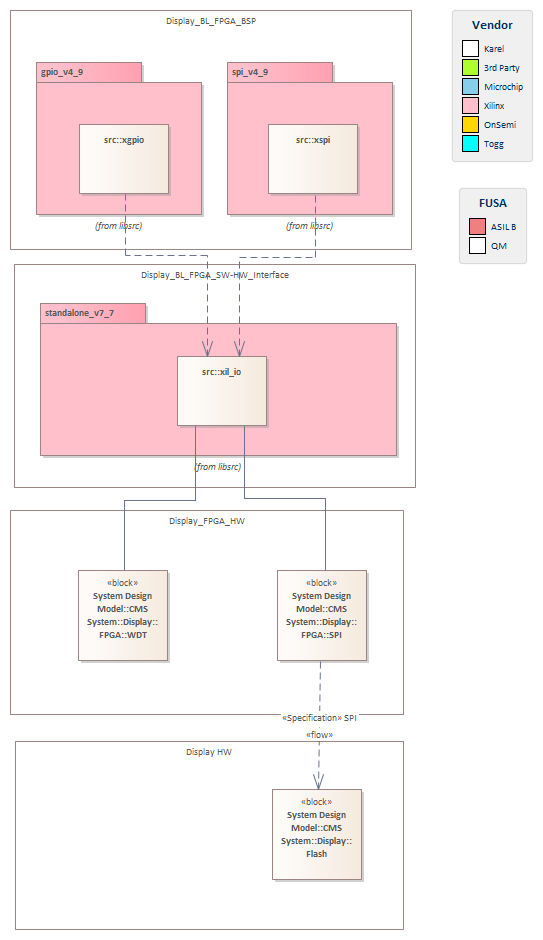 Display_BL_FPGA_BSP
gpio_v4_9
spi_v4_9
src::xgpio
src::xspi
(from libsrc)
(from libsrc)
Display_BL_FPGA_SW-HW_Interface
standalone_v7_7
src::xil_io
(from libsrc)
Display_FPGA_HW
«block»
System Design
Model::CMS
System::Display::
FPGA::WDT
«block»
System Design
Model::CMS
System::Display::
FPGA::SPI
«Specification» SPI
«flow»
Display HW
«block»
System Design
Model::CMS
System::Display::
Flash
Vendor
Karel
3rd Party
Microchip
Xilinx
OnSemi
Togg
FUSA
ASIL B
QM